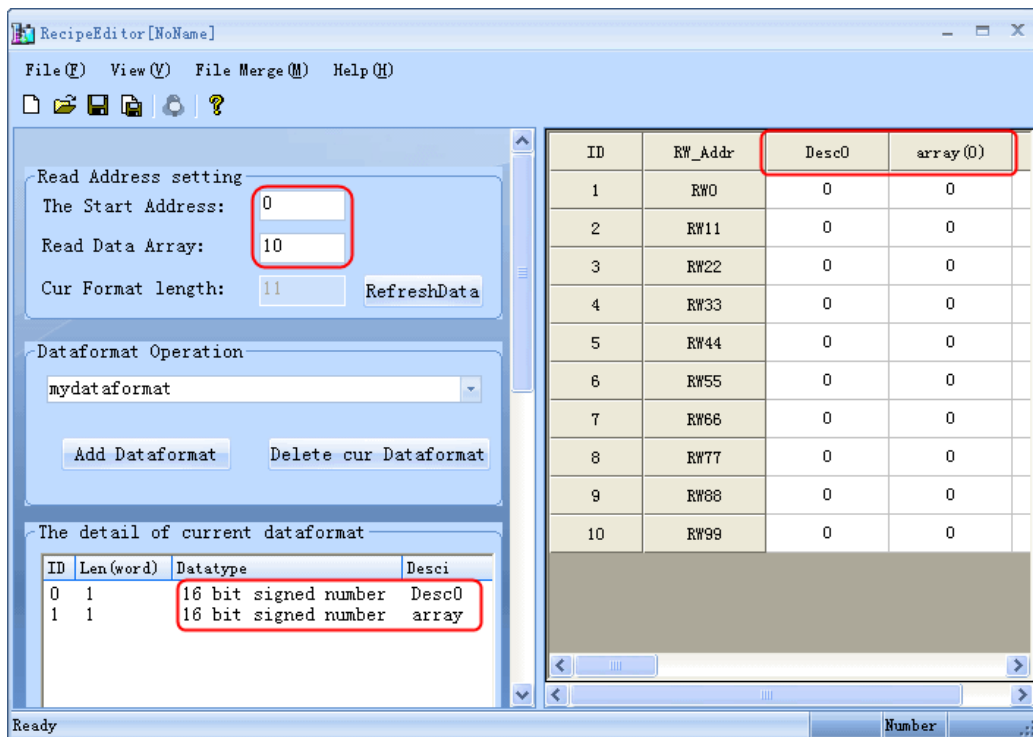 RecipeEditor[NoName]
File(F) View(V) File Merge(M) Help(H)
Read Address setting
The Start Address: 0
Read Data Array: 10
Cur Format length: 11 RefreshData
Dataformat Operation
mydataformat
Add Dataformat Delete cur Dataformat
The detail of current dataformat
ID Len(word) Datatype Desci
0 1 16 bit signed number Desc0
1 1 16 bit signed number array
ID RW_Addr Desc0 array(0)
1 RW0 0 0
2 RW11 0 0
3 RW22 0 0
4 RW33 0 0
5 RW44 0 0
6 RW55 0 0
7 RW66 0 0
8 RW77 0 0
9 RW88 0 0
10 RW99 0 0
Ready Number